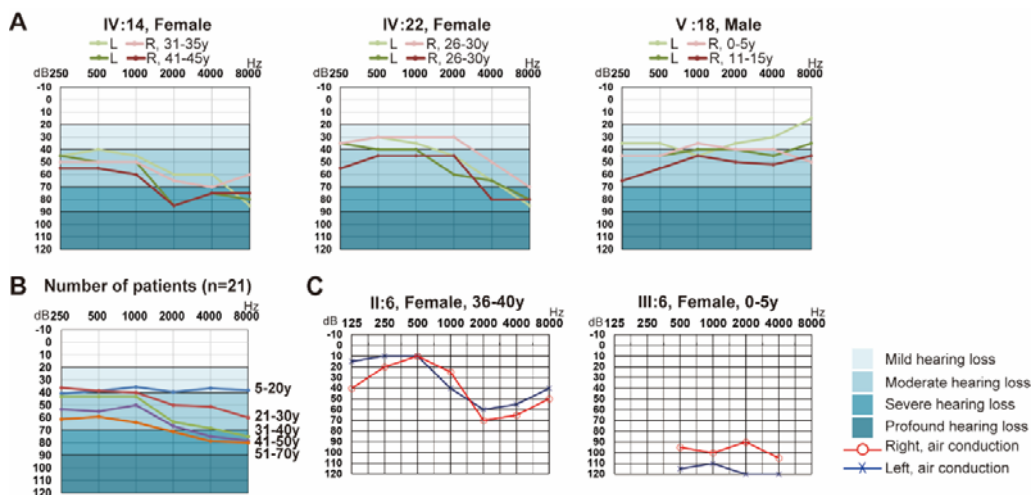 A
IV:14, Female
L R, 31-35y
L R, 41-45y
dB 250 500 1000 2000 4000 8000 Hz
-10
0
10
20
30
40
50
60
70
80
90
100
110
120
IV:22, Female
L R, 26-30y
L R, 26-30y
dB 250 500 1000 2000 4000 8000 Hz
-10
0
10
20
30
40
50
60
70
80
90
100
110
120
V :18, Male
L R, 0-5y
L R, 11-15y
dB 250 500 1000 2000 4000 8000 Hz
-10
0
10
20
30
40
50
60
70
80
90
100
110
120
B
Number of patients (n=21)
dB 250 500 1000 2000 4000 8000 Hz
-10
0
10
20
30
40
50
60
70
80
90
100
110
120
5-20y
21-30y
31-40y
41-50y
51-70y
C
II:6, Female, 36-40y
dB 125 250 500 1000 2000 4000 8000 Hz
-10
0
10
20
30
40
50
60
70
80
90
100
110
120
III:6, Female, 0-5y
dB 125 250 500 1000 2000 4000 8000 Hz
-10
0
10
20
30
40
50
60
70
80
90
100
110
120
Mild hearing loss
Moderate hearing loss
Severe hearing loss
Profound hearing loss
Right, air conduction
Left, air conduction